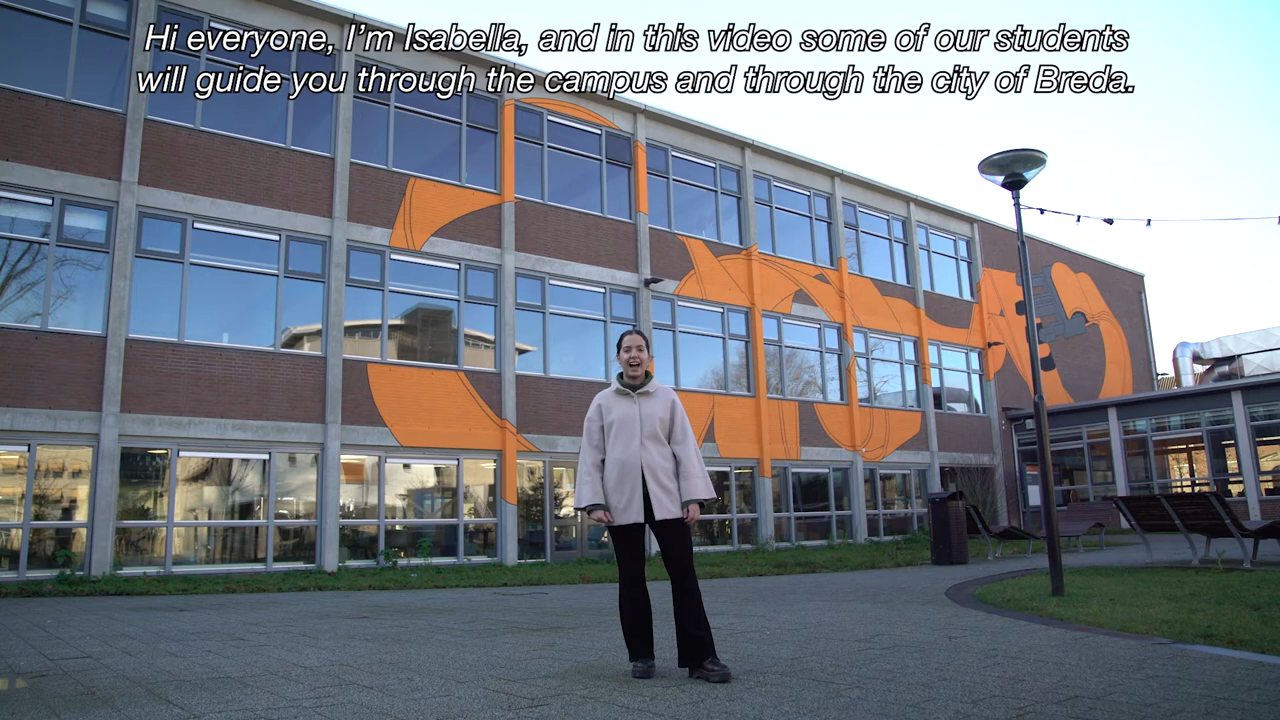 Hi everyone, I'm Isabella, and in this video some of our students
will guide you through the campus and through the city of Breda.